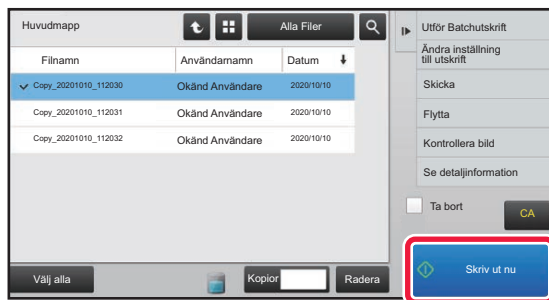 Huvudmapp
Alla Filer
Filnamn Användarnamn Datum
Copy_20201010_112030 Okänd Användare 2020/10/10
Copy_20201010_112031 Okänd Användare 2020/10/10
Copy_20201010_112032 Okänd Användare 2020/10/10
Välj alla
Kopior
Radera
Utför Batchutskrift
Ändra inställning
till utskrift
Skicka
Flytta
Kontrollera bild
Se detaljinformation
Ta bort
CA
Skriv ut nu